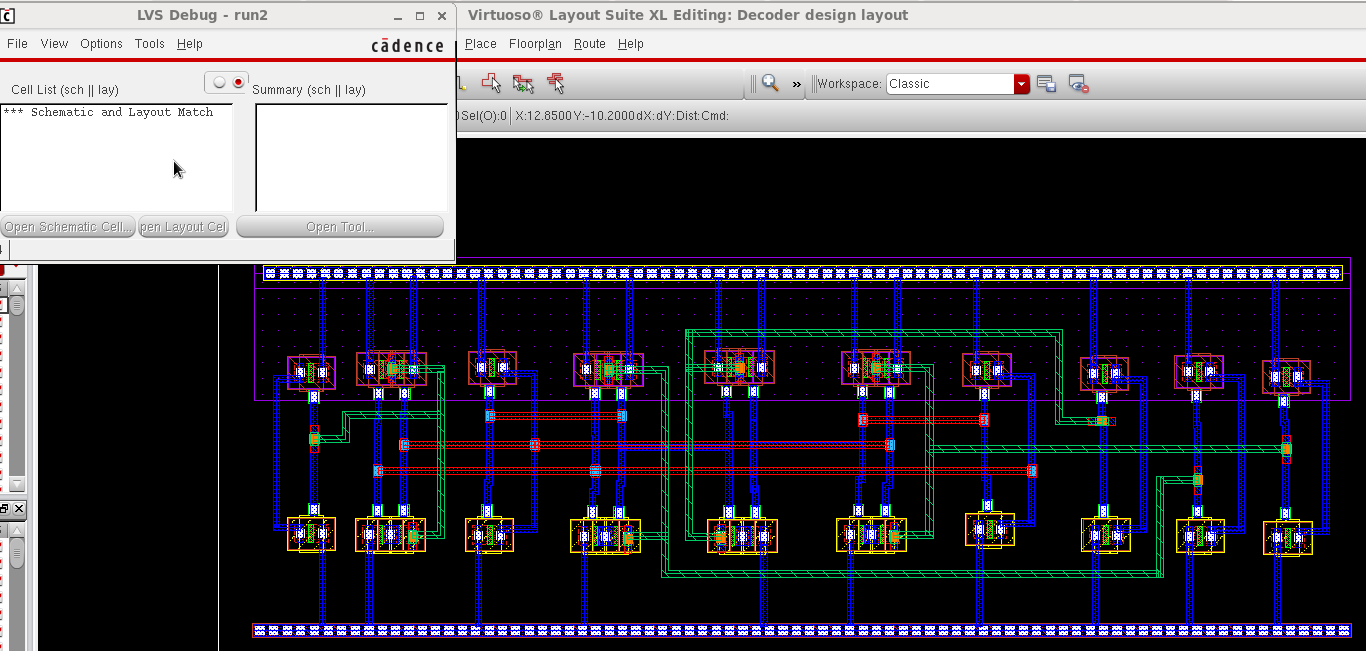 LVS Debug - run2
Virtuoso® Layout Suite XL Editing: Decoder design layout
File View Options Tools Help
cādence
Place Floorplan Route Help
Cell List (sch || lay)
Summary (sch || lay)
»
Workspace: Classic
*** Schematic and Layout Match
Sel(O):0 X:12.8500Y:-10.2000dX:dY:Dist:Cmd:
Open Schematic Cell...
pen Layout Cel
Open Tool...